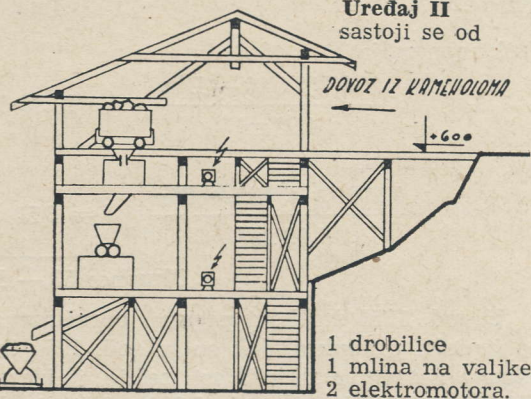 Uređaj II
sastoji se od
DOVOZ IZ KAMENOLOMA
+600
1 drobilice
1 mlina na valjke
2 elektromotora.